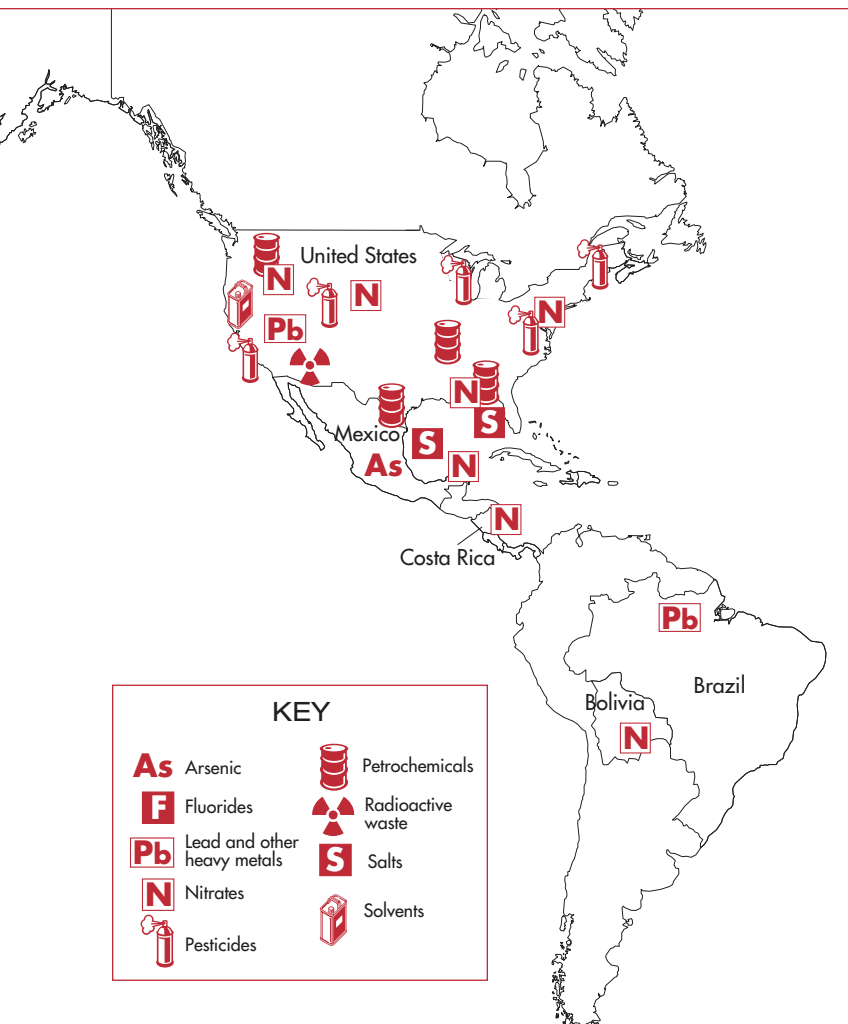 United States
N
N
Pb
N
N
Mexico
S
S
As
N
N
Costa Rica
Pb
Brazil
Bolivia
N
KEY
As Arsenic
F Fluorides
Pb Lead and other
heavy metals
N Nitrates
Pesticides
Petrochemicals
Radioactive
waste
S Salts
Solvents